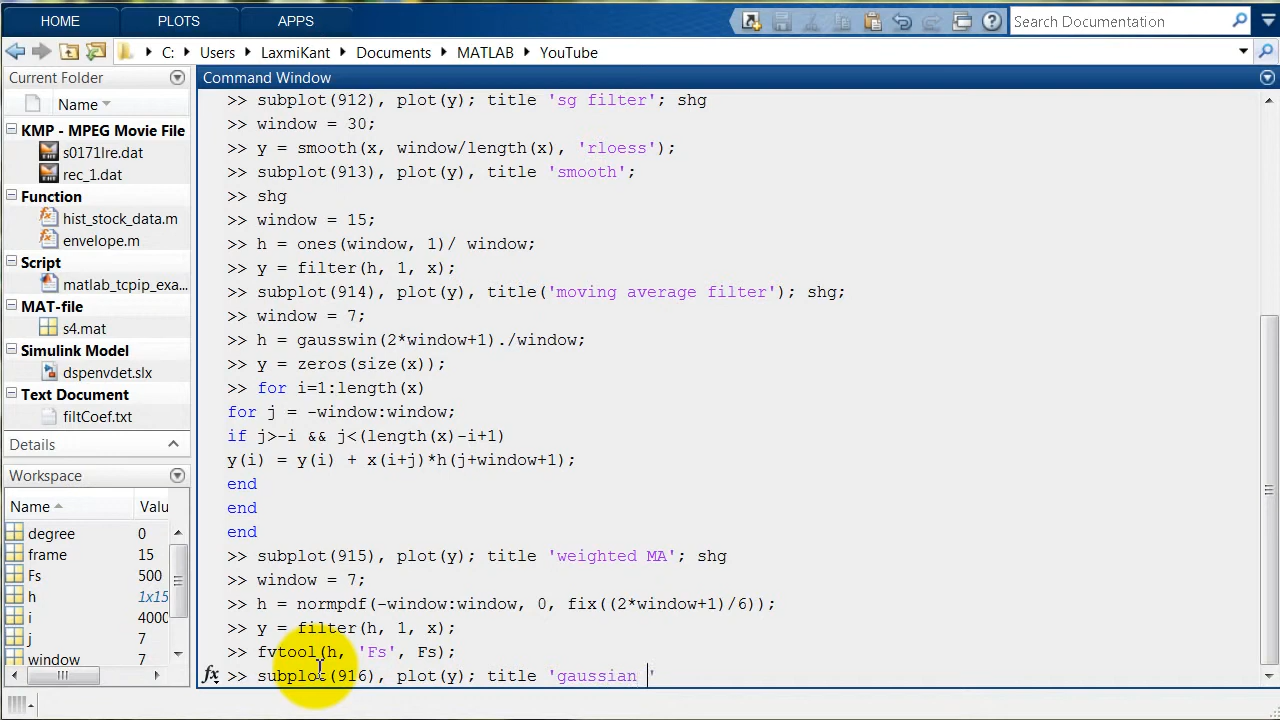 HOME PLOTS APPS Search Documentation
C: Users LaxmiKant Documents MATLAB YouTube
Current Folder
Name
KMP - MPEG Movie File
s0171lre.dat
rec_1.dat
Function
hist_stock_data.m
envelope.m
Script
matlab_tcpip_exa...
MAT-file
s4.mat
Simulink Model
dspenvdet.slx
Text Document
filtCoef.txt
Details
Workspace
Name Valu
degree 0
frame 15
Fs 500
h 1x15
i 4000
j 7
window 7
Command Window
>> subplot(912), plot(y); title 'sg filter'; shg
>> window = 30;
>> y = smooth(x, window/length(x), 'rloess');
>> subplot(913), plot(y), title 'smooth';
>> shg
>> window = 15;
>> h = ones(window, 1)/ window;
>> y = filter(h, 1, x);
>> subplot(914), plot(y), title('moving average filter'); shg;
>> window = 7;
>> h = gausswin(2*window+1)./window;
>> y = zeros(size(x));
>> for i=1:length(x)
for j = -window:window;
if j>-i && j<(length(x)-i+1)
y(i) = y(i) + x(i+j)*h(j+window+1);
end
end
end
>> subplot(915), plot(y); title 'weighted MA'; shg
>> window = 7;
>> h = normpdf(-window:window, 0, fix((2*window+1)/6));
>> y = filter(h, 1, x);
>> fvtool(h, 'Fs', Fs);
fx >> subplot(916), plot(y); title 'gaussian '